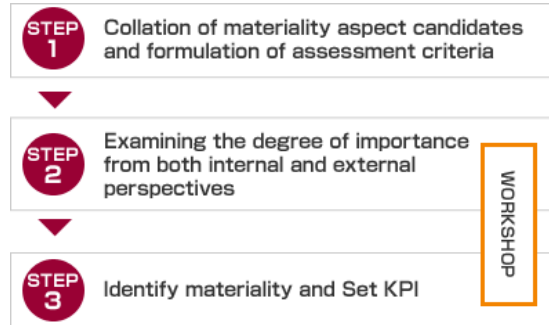 STEP
1
Collation of materiality aspect candidates
and formulation of assessment criteria
STEP
2
Examining the degree of importance
from both internal and external
perspectives
WORKSHOP
STEP
3
Identify materiality and Set KPI